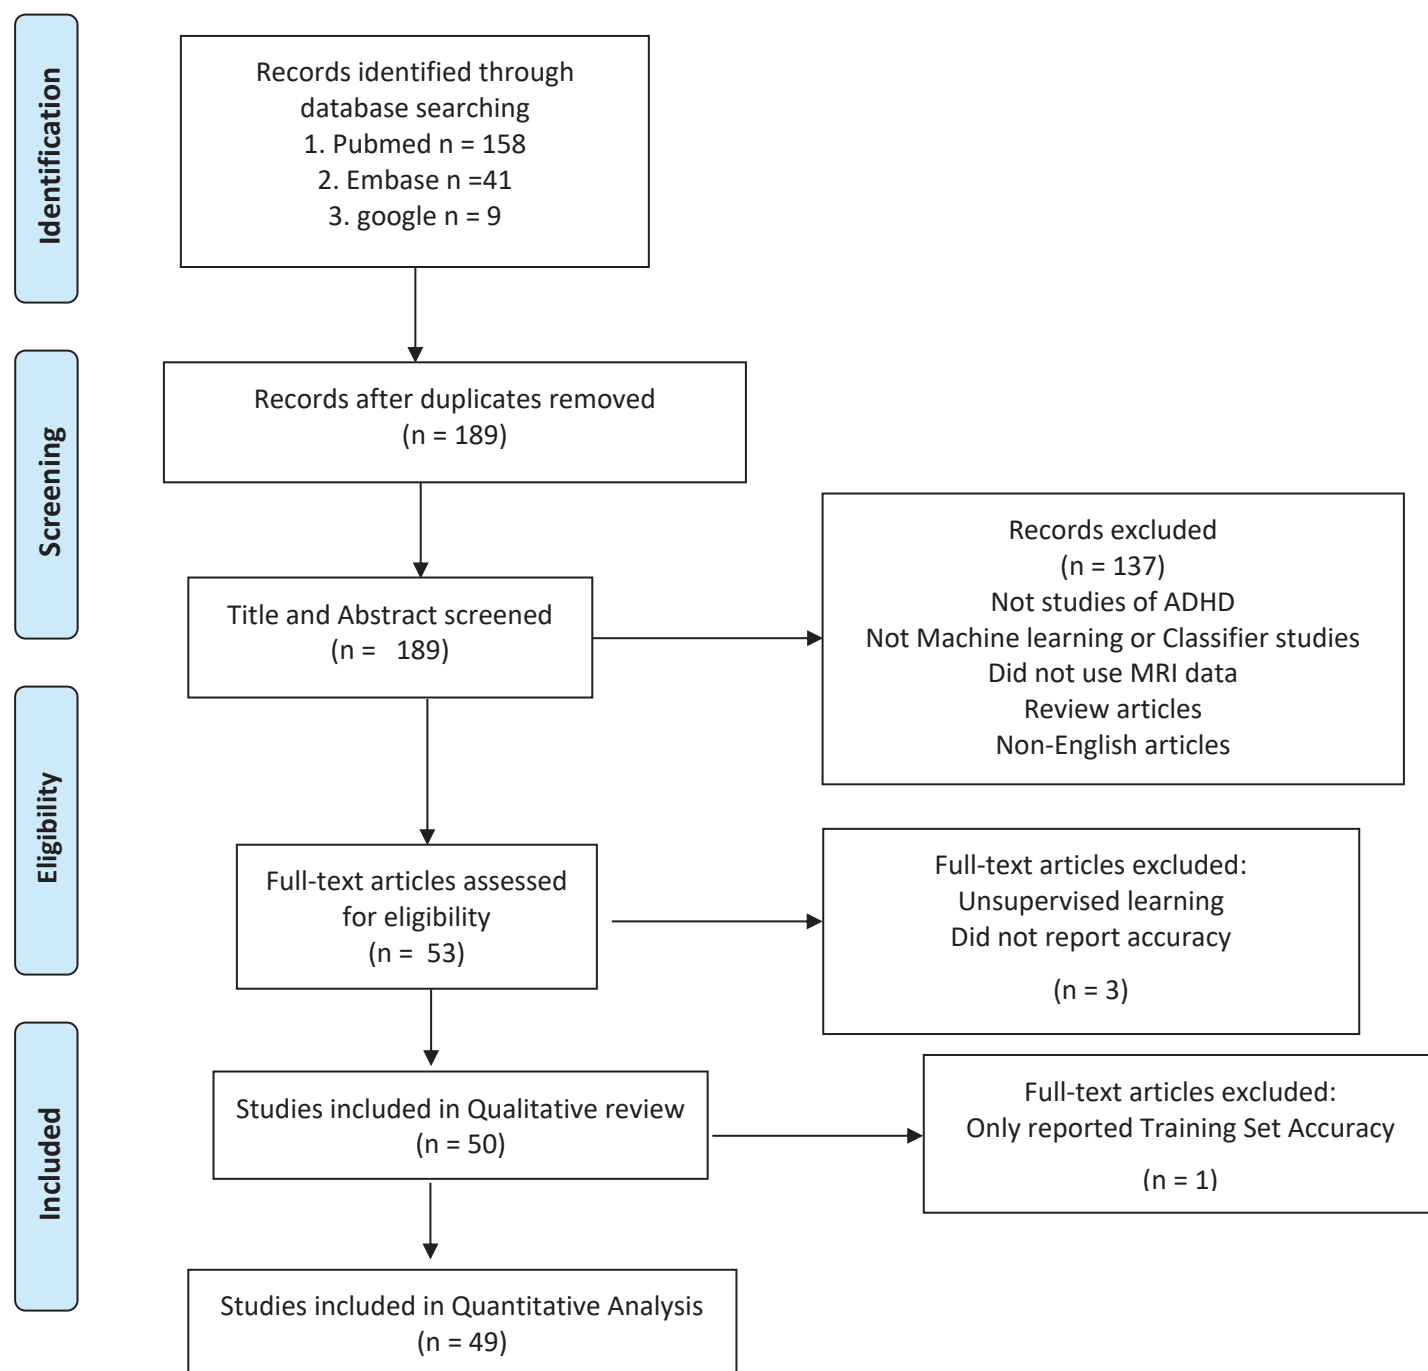 Identification
Records identified through
database searching
1. Pubmed n = 158
2. Embase n =41
3. google n = 9
Screening
Records after duplicates removed
(n = 189)
Title and Abstract screened
(n = 189)
Records excluded
(n = 137)
Not studies of ADHD
Not Machine learning or Classifier studies
Did not use MRI data
Review articles
Non-English articles
Eligibility
Full-text articles assessed
for eligibility
(n = 53)
Full-text articles excluded:
Unsupervised learning
Did not report accuracy
(n = 3)
Included
Studies included in Qualitative review
(n = 50)
Full-text articles excluded:
Only reported Training Set Accuracy
(n = 1)
Studies included in Quantitative Analysis
(n = 49)